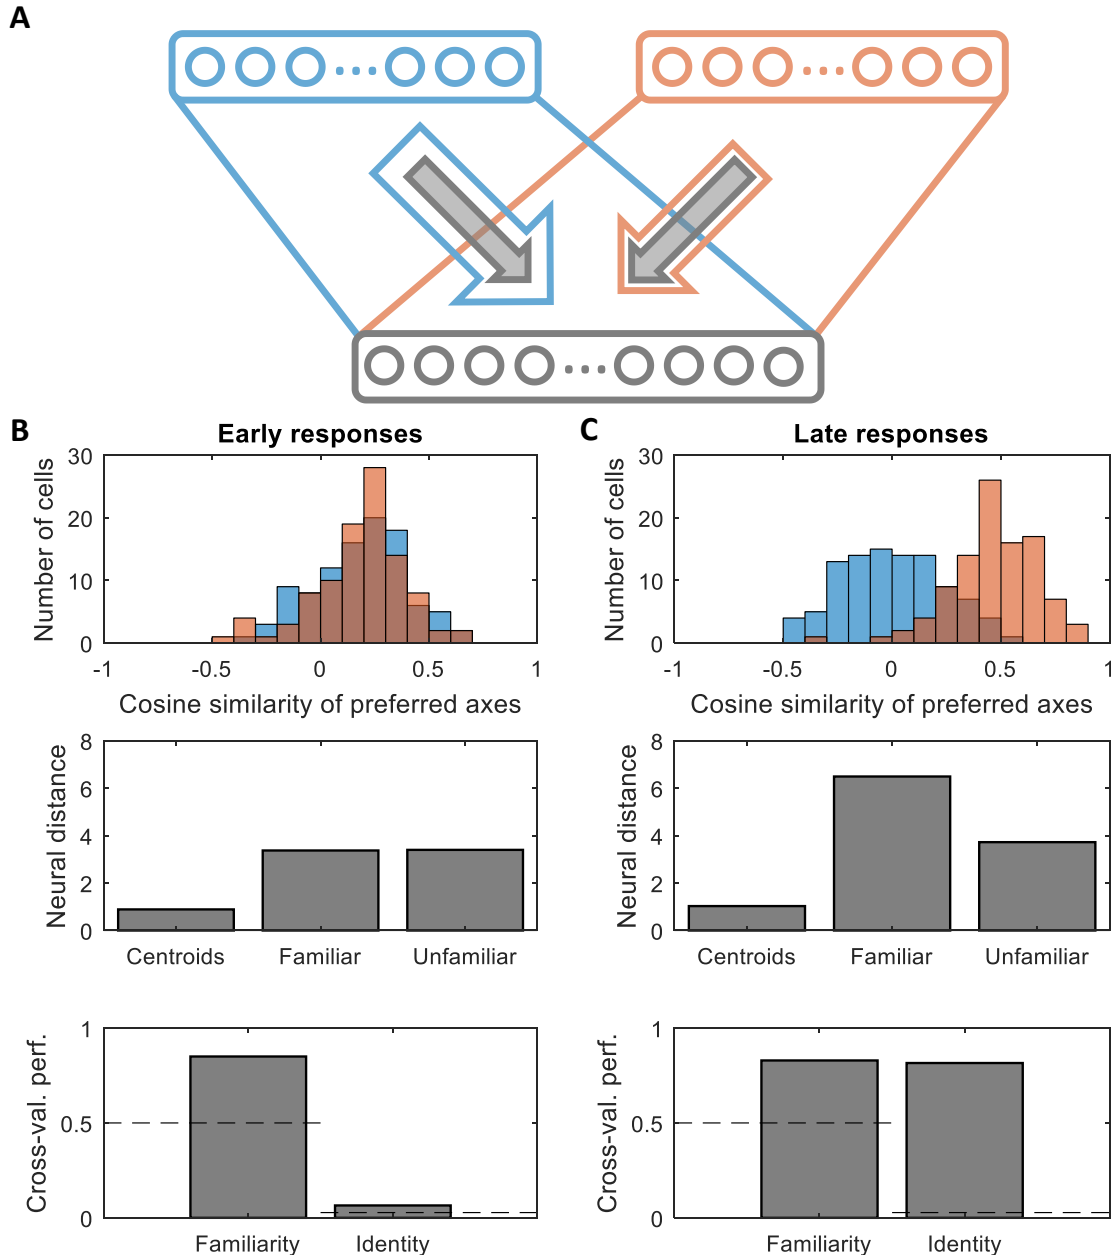 A
B
Early responses
30
20
10
0
Number of cells
-1
-0.5
0
0.5
1
Cosine similarity of preferred axes
8
6
4
2
0
Neural distance
Centroids
Familiar
Unfamiliar
1
0.5
0
Cross-val. perf.
Familiarity
Identity
C
Late responses
30
20
10
0
Number of cells
-1
-0.5
0
0.5
1
Cosine similarity of preferred axes
8
6
4
2
0
Neural distance
Centroids
Familiar
Unfamiliar
1
0.5
0
Cross-val. perf.
Familiarity
Identity